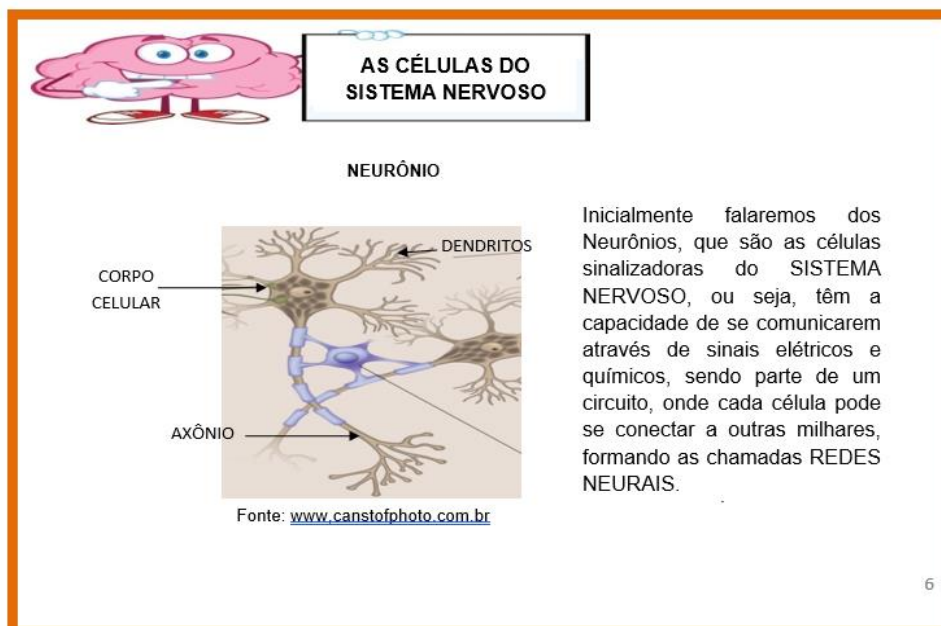 AS CÉLULAS DO
SISTEMA NERVOSO
NEURÔNIO
DENDRITOS
CORPO
CELULAR
AXÔNIO
Fonte: www,canstofphoto.com.br
Inicialmente falaremos dos
Neurônios, que são as células
sinalizadoras do SISTEMA
NERVOSO, ou seja, têm a
capacidade de se comunicarem
através de sinais elétricos e
químicos, sendo parte de um
circuito, onde cada célula pode
se conectar a outras milhares,
formando as chamadas REDES
NEURAIS.
6